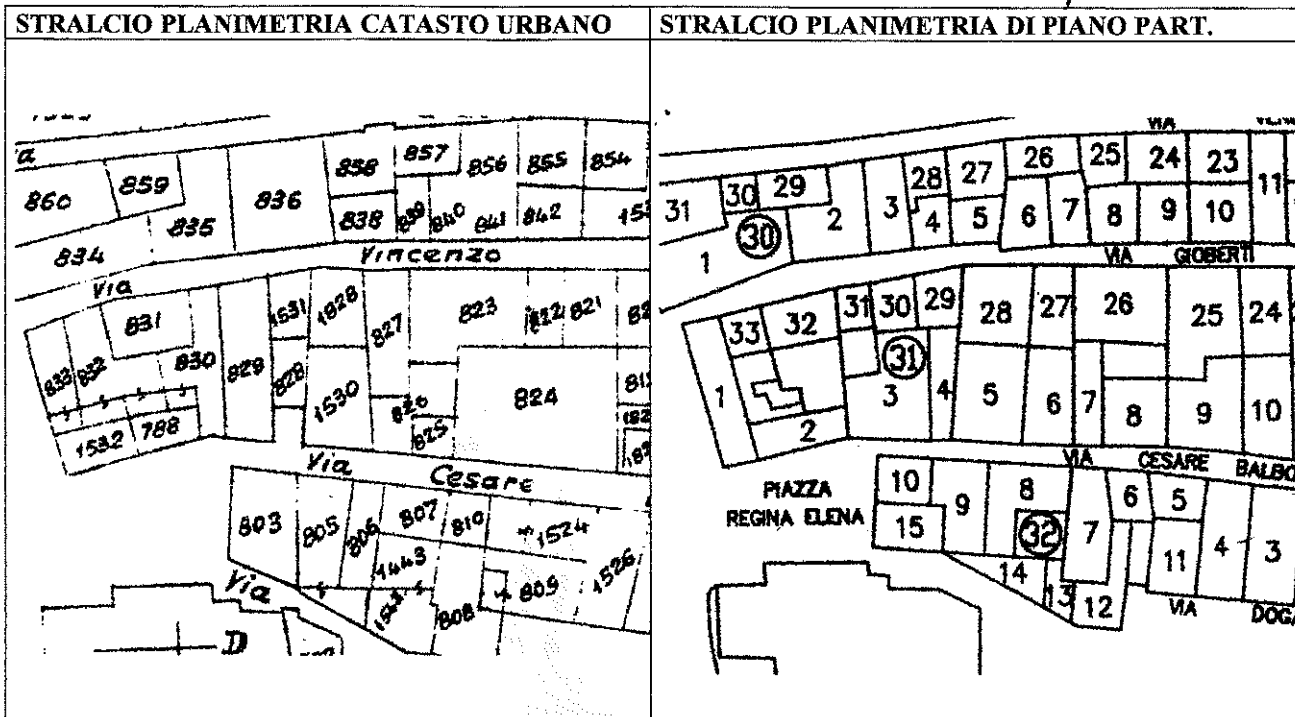 STRALCIO PLANIMETRIA CATASTO URBANO
858 857 856 855 854
860 859 836
838 839 840 841 842
834 835
Vincenzo
Via
831 1531 1828 827 823 822 821
833 832 830 829 828
1530 826 824
1532 788 825
Via Cesare
803 805 806 807 810 1524
1443 809 1526
Via 808
D
STRALCIO PLANIMETRIA DI PIANO PART.
VIA
30 29 28 27 26 25 24 23
31 30 2 3 4 5 6 7 8 9 10 11
1
VIA GIOBERTI
33 32 31 30 29 28 27 26 25 24
1 31 3 4 5 6 7 8 9 10
2
VIA CESARE BALBO
PIAZZA
REGINA ELENA
10 9 8 7 6 5
15 32 11 4 3
14 13 12
VIA